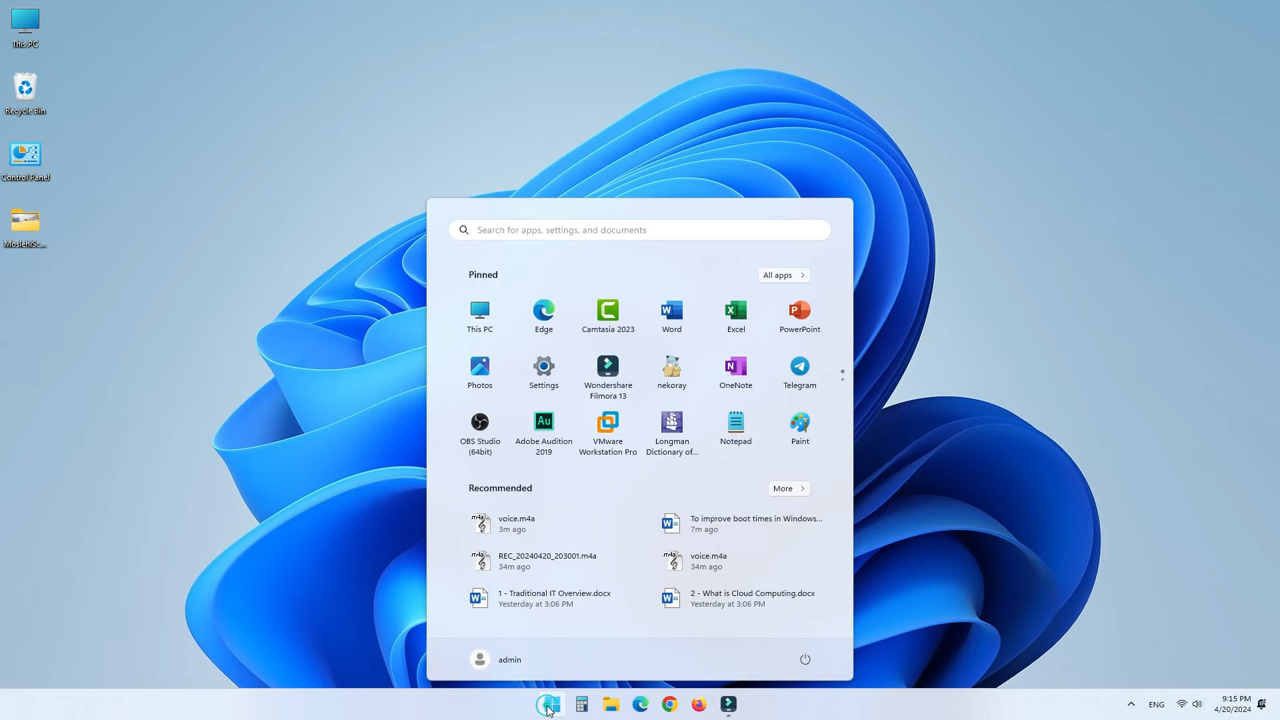 This PC
Recycle Bin
Control Panel
Search for apps, settings, and documents
Pinned
All apps
This PC
Edge
Camtasia 2023
Word
Excel
PowerPoint
Photos
Settings
Wondershare
Filmora 13
nekoray
OneNote
Telegram
OBS Studio
(64bit)
Adobe Audition
2019
VMware
Workstation Pro
Longman
Dictionary of...
Notepad
Paint
Recommended
More
voice.m4a
3m ago
To improve boot times in Windows...
7m ago
REC_20240420_203001.m4a
34m ago
voice.m4a
34m ago
1 - Traditional IT Overview.docx
Yesterday at 3:06 PM
2 - What is Cloud Computing.docx
Yesterday at 3:06 PM
admin
ENG
9:15 PM
4/20/2024